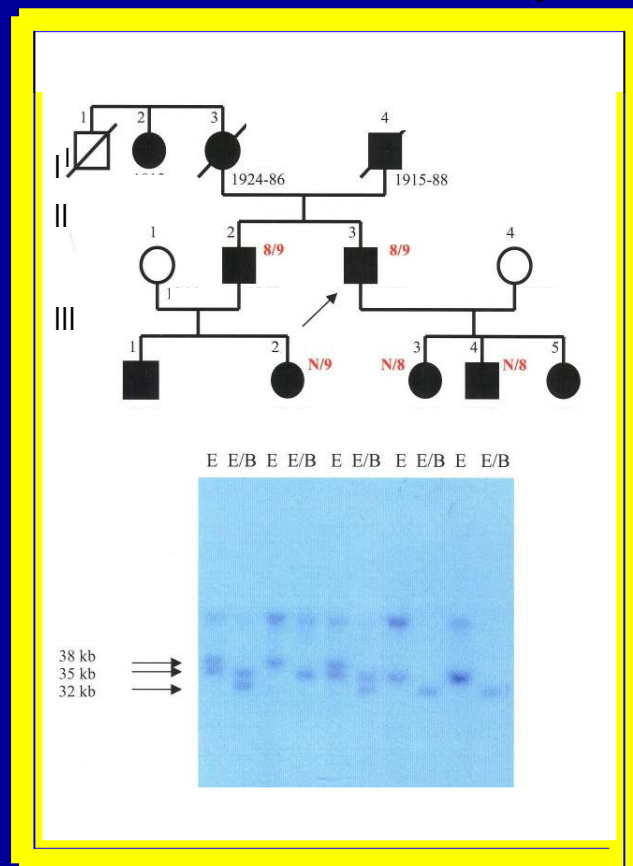 1 2 3 4
I
1924-86 1915-88
II
1 2 8/9 3 8/9 4
1
III
1 2 N/9 N/8 3 4 N/8 5
E E/B E E/B E E/B E E/B E E/B
38 kb
35 kb
32 kb